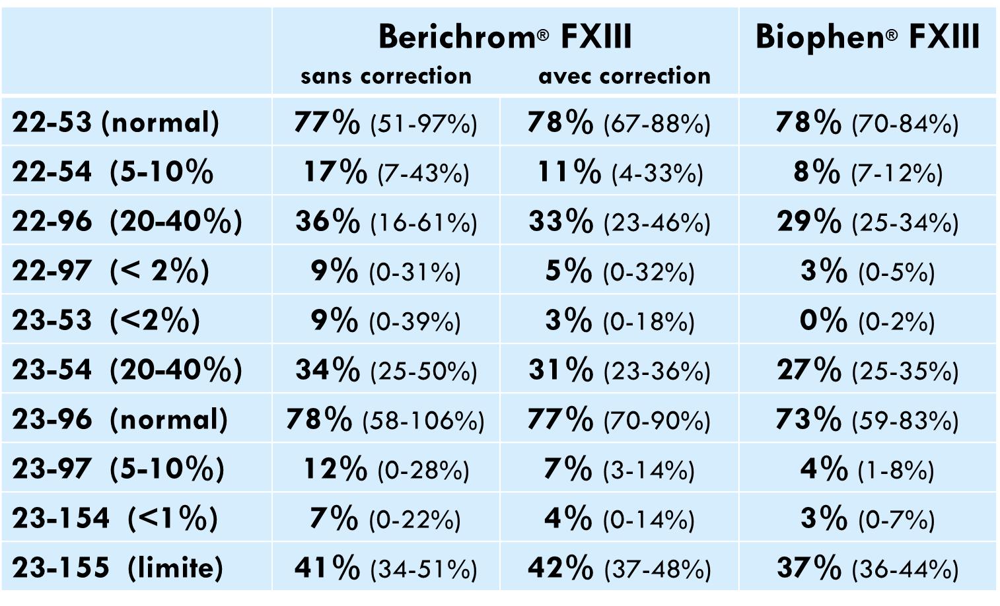 Berichrom® FXIII Biophen® FXIII
sans correction avec correction
22-53 (normal) 77% (51-97%) 78% (67-88%) 78% (70-84%)
22-54 (5-10% 17% (7-43%) 11% (4-33%) 8% (7-12%)
22-96 (20-40%) 36% (16-61%) 33% (23-46%) 29% (25-34%)
22-97 (< 2%) 9% (0-31%) 5% (0-32%) 3% (0-5%)
23-53 (<2%) 9% (0-39%) 3% (0-18%) 0% (0-2%)
23-54 (20-40%) 34% (25-50%) 31% (23-36%) 27% (25-35%)
23-96 (normal) 78% (58-106%) 77% (70-90%) 73% (59-83%)
23-97 (5-10%) 12% (0-28%) 7% (3-14%) 4% (1-8%)
23-154 (<1%) 7% (0-22%) 4% (0-14%) 3% (0-7%)
23-155 (limite) 41% (34-51%) 42% (37-48%) 37% (36-44%)